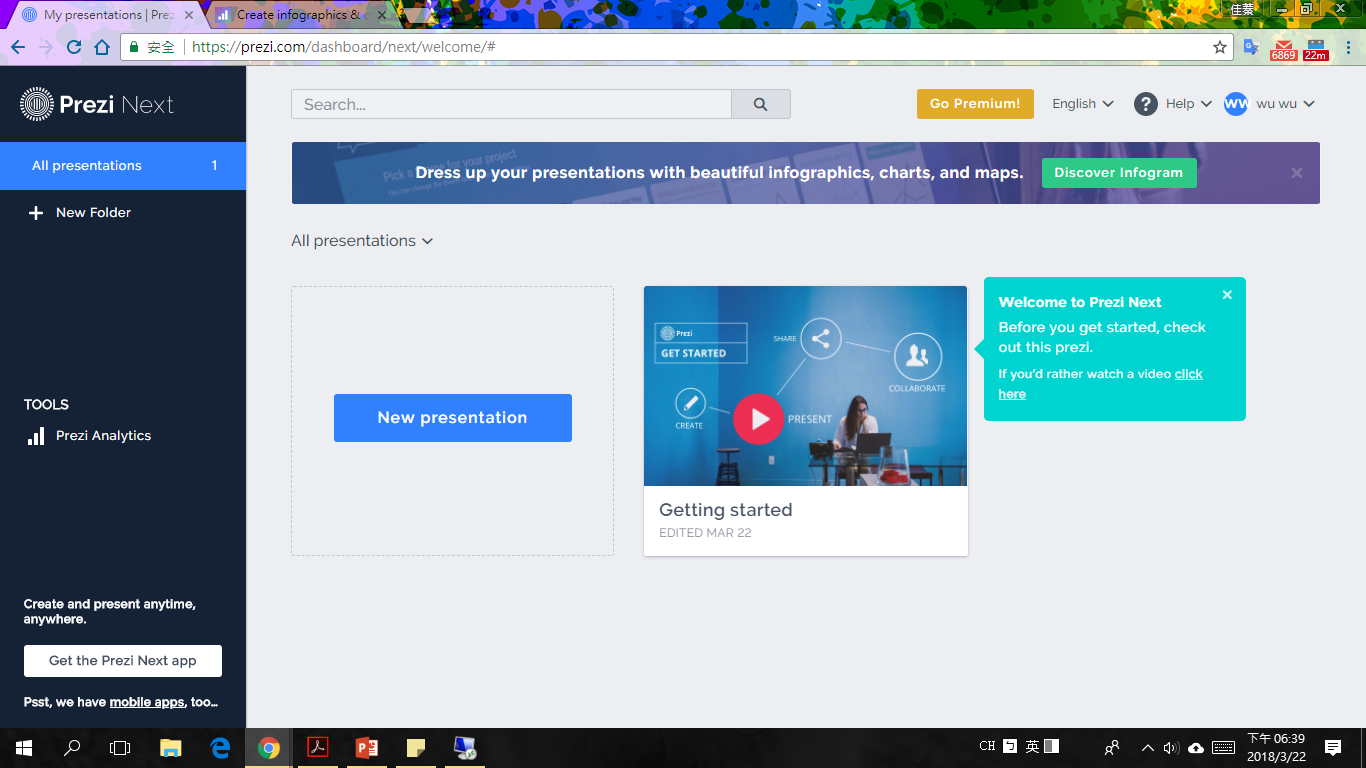 My presentations | Prez
Create infographics &
佳蓁
安全 | https://prezi.com/dashboard/next/welcome/#
6869
22m
Prezi Next
Search...
Go Premium!
English
? Help
WW wu wu
All presentations 1
New Folder
Dress up your presentations with beautiful infographics, charts, and maps.
Discover Infogram
All presentations
New presentation
Prezi
GET STARTED
SHARE
COLLABORATE
CREATE
PRESENT
Getting started
EDITED MAR 22
Welcome to Prezi Next
Before you get started, check
out this prezi.
If you'd rather watch a video click
here
TOOLS
Prezi Analytics
Create and present anytime,
anywhere.
Get the Prezi Next app
Psst, we have mobile apps, too...
CH
英
下午 06:39
2018/3/22